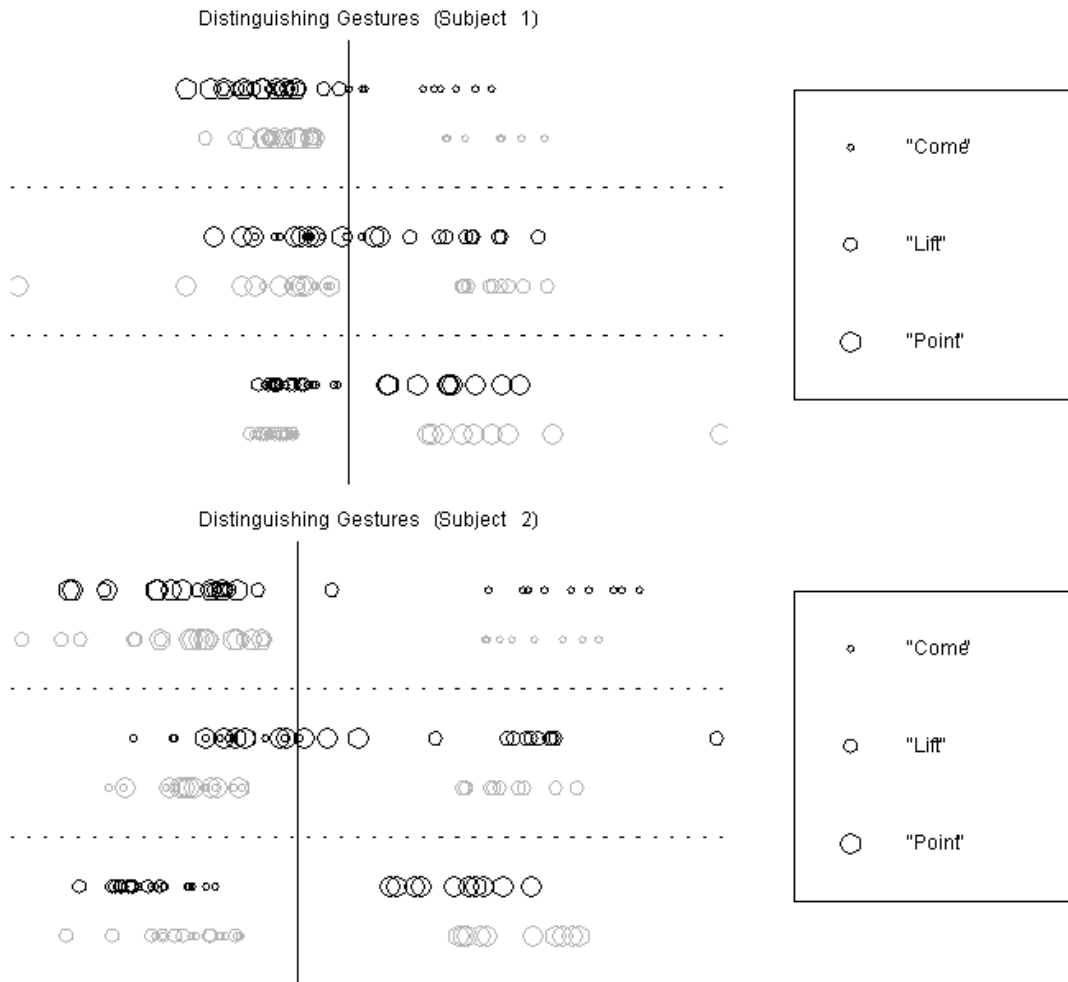 Distinguishing Gestures (Subject 1)
"Come"
"Lift"
"Point"
Distinguishing Gestures (Subject 2)
"Come"
"Lift"
"Point"